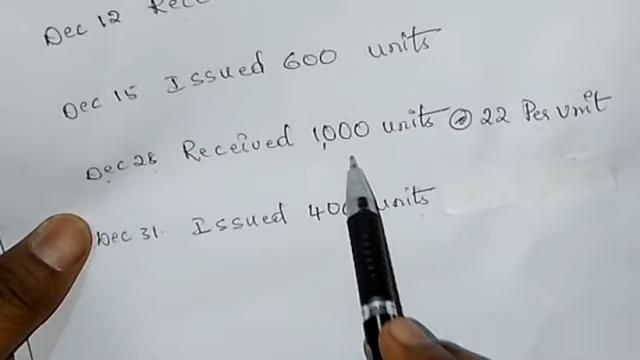 Dec 12
Dec 15 Issued 600 units
Dec 28 Received 1,000 units @ 22 Per unit
Dec 31 Issued 400 units